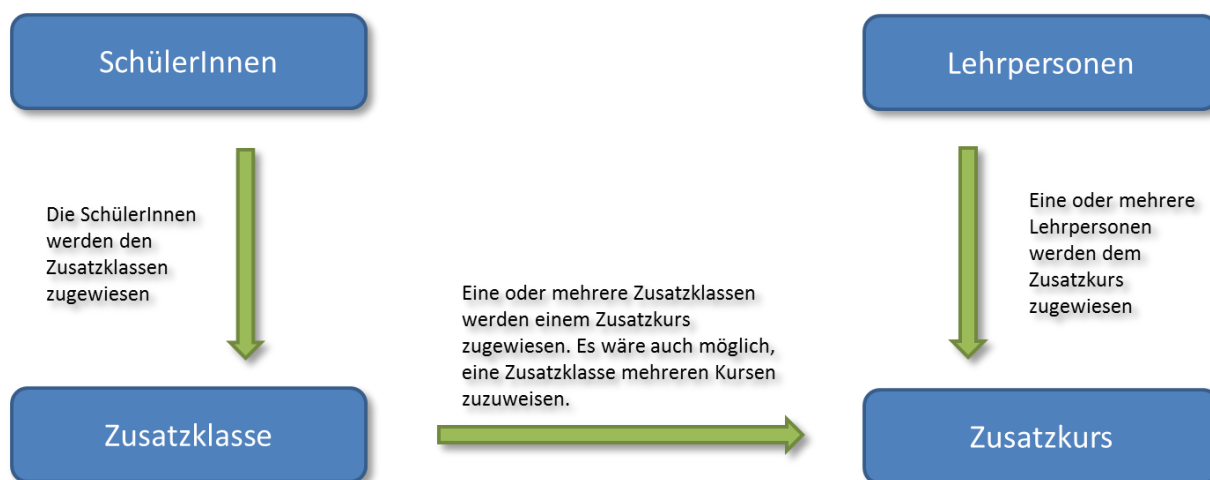 SchülerInnen
Lehrpersonen
Die SchülerInnen
werden den
Zusatzklassen
zugewiesen
Eine oder mehrere
Lehrpersonen
werden dem
Zusatzkurs
zugewiesen
Eine oder mehrere Zusatzklassen
werden einem Zusatzkurs
zugewiesen. Es wäre auch möglich,
eine Zusatzklasse mehreren Kursen
zuzuweisen.
Zusatzklasse
Zusatzkurs